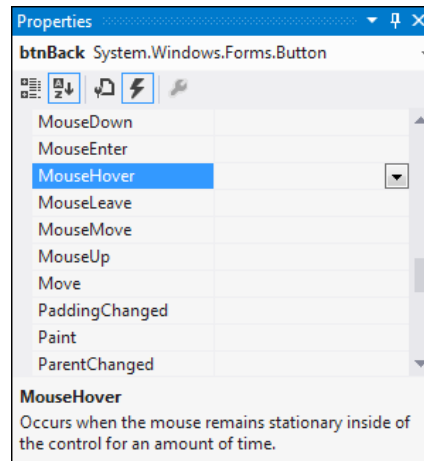 Properties
btnBack System.Windows.Forms.Button
MouseDown
MouseEnter
MouseHover
MouseLeave
MouseMove
MouseUp
Move
PaddingChanged
Paint
ParentChanged
MouseHover
Occurs when the mouse remains stationary inside of
the control for an amount of time.